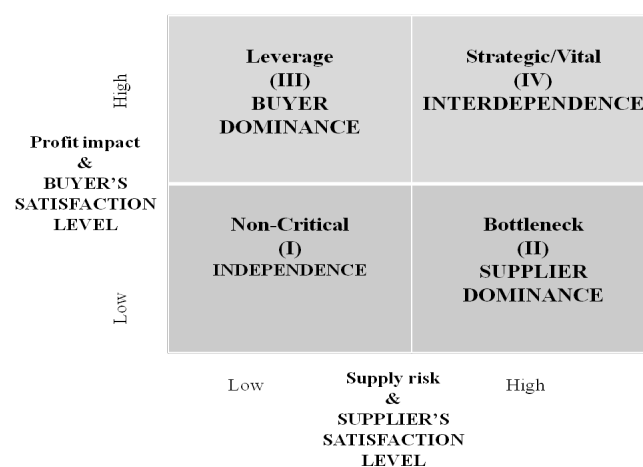 Leverage
(III)
BUYER
DOMINANCE
Strategic/Vital
(IV)
INTERDEPENDENCE
High
Profit impact
&
BUYER'S
SATISFACTION
LEVEL
Non-Critical
(I)
INDEPENDENCE
Bottleneck
(II)
SUPPLIER
DOMINANCE
Low
Low
Supply risk
&
SUPPLIER'S
SATISFACTION
LEVEL
High